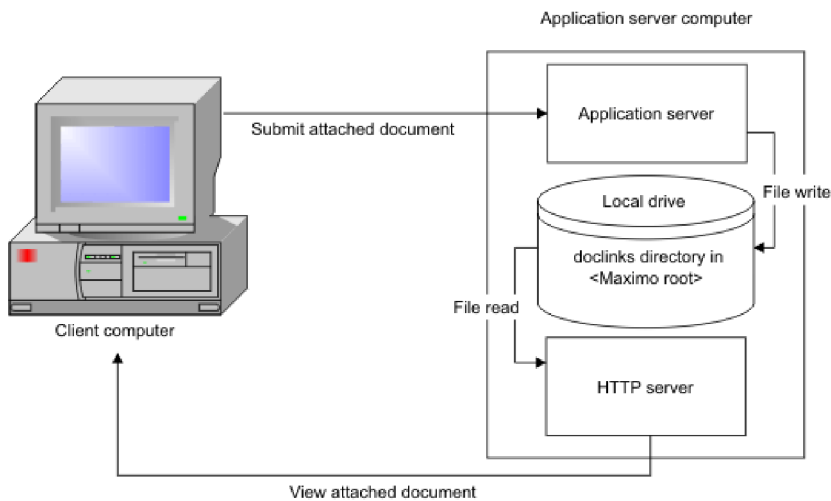 Application server computer
Application server
Submit attached document
File write
Local drive
doclinks directory in
<Maximo root>
File read
Client computer
HTTP server
View attached document